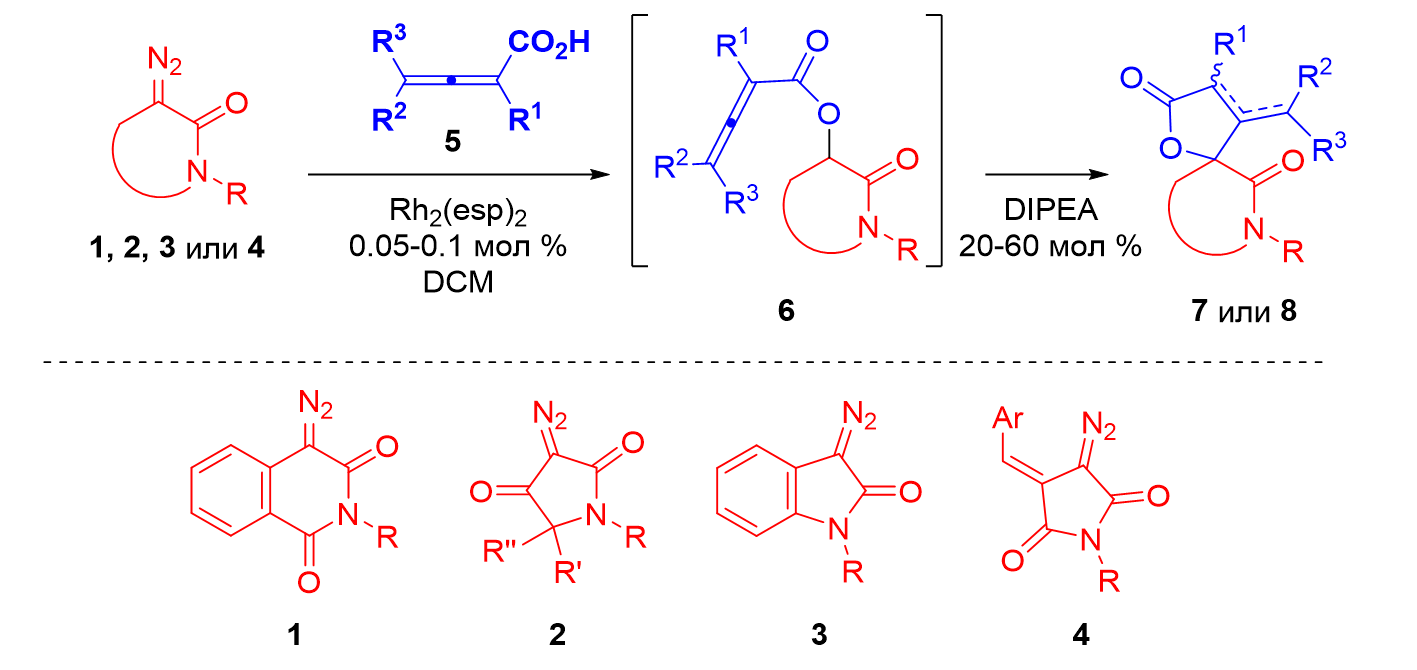 N2
O
N
R
1, 2, 3 или 4
R3
CO2H
R2
R1
5
Rh2(esp)2
0.05-0.1 мол %
DCM
R1
O
O
R2
R3
O
N
R
6
DIPEA
20-60 мол %
R1
O
R2
O
R3
O
N
R
7 или 8
N2
O
N
R
O
1
N2
O
O
N
R
R"
R'
2
N2
O
N
R
3
Ar
N2
O
O
N
R
4